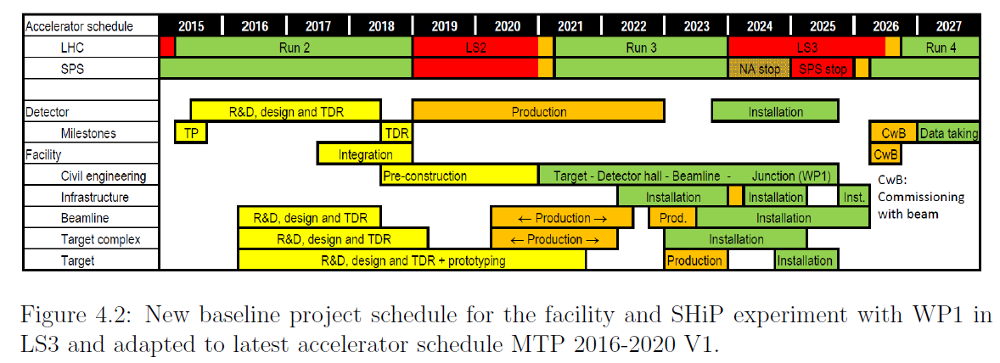 Accelerator schedule 2015 2016 2017 2018 2019 2020 2021 2022 2023 2024 2025 2026 2027
LHC Run 2 LS2 Run 3 LS3 Run 4
SPS NA stop SPS stop
Detector R&D, design and TDR Production Installation
Milestones TP TDR CwB Data taking
Facility Integration CwB
Civil engineering Pre-construction Target - Detector hall - Beamline - Junction (WP1)
Infrastructure Installation Installation Inst.
Beamline R&D, design and TDR ← Production → Prod. Installation
Target complex R&D, design and TDR ← Production → Installation
Target R&D, design and TDR + prototyping Production Installation
CwB:
Commissioning
with beam
Figure 4.2: New baseline project schedule for the facility and SHiP experiment with WP1 in
LS3 and adapted to latest accelerator schedule MTP 2016-2020 V1.